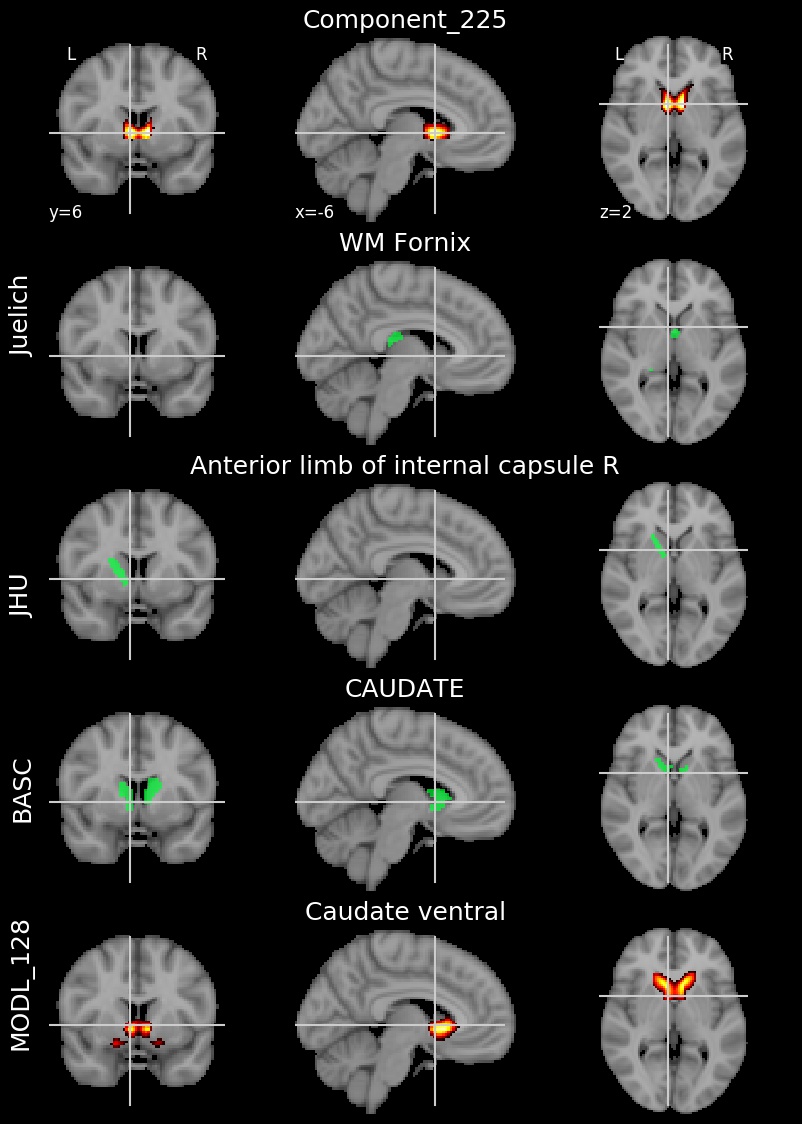 Component_225
L R
L R
y=6
x=-6
z=2
WM Fornix
Juelich
Anterior limb of internal capsule R
JHU
CAUDATE
BASC
Caudate ventral
MODL_128